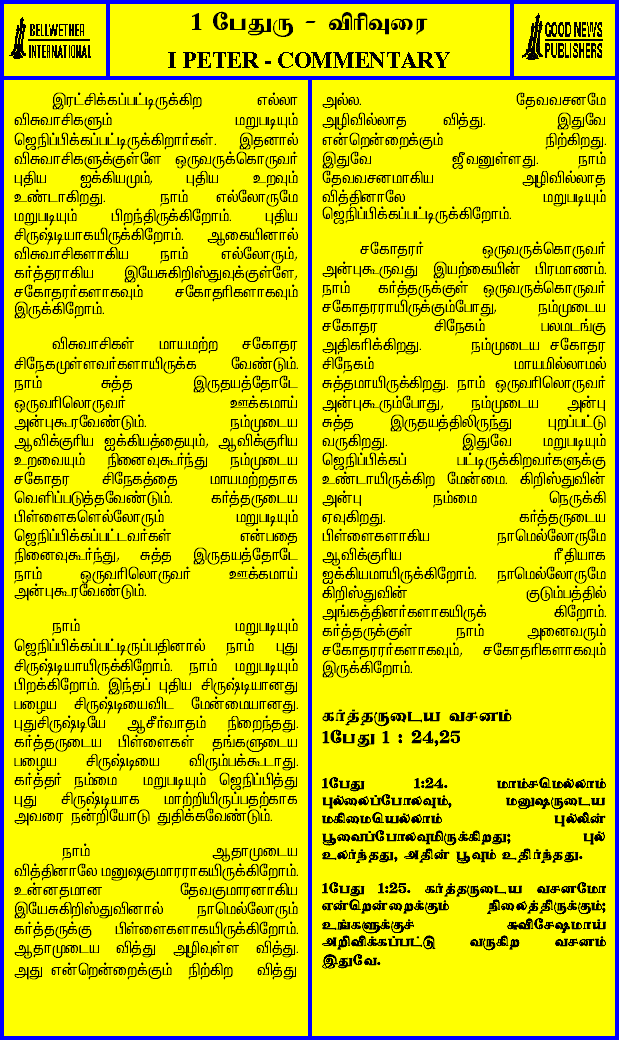 BELLWETHER
INTERNATIONAL
1 பேதுரு - விரிவுரை
I PETER - COMMENTARY
GOOD NEWS
PUBLISHERS
இரட்சிக்கப்பட்டிருக்கிற எல்லா
விசுவாசிகளும் மறுபடியும்
ஜெநிப்பிக்கப்பட்டிருக்கிறார்கள். இதனால்
விசுவாசிகளுக்குள்ளே ஒருவருக்கொருவர்
புதிய ஐக்கியமும், புதிய உறவும்
உண்டாகிறது. நாம் எல்லோருமே
மறுபடியும் பிறந்திருக்கிறோம். புதிய
சிருஷ்டியாகயிருக்கிறோம். ஆகையினால்
விசுவாசிகளாகிய நாம் எல்லோரும்,
கர்த்தராகிய இயேசுகிறிஸ்துவுக்குள்ளே,
சகோதரர்களாகவும் சகோதரிகளாகவும்
இருக்கிறோம்.
விசுவாசிகள் மாயமற்ற சகோதர
சிநேகமுள்ளவர்களாயிருக்க வேண்டும்.
நாம் சுத்த இருதயத்தோடே
ஒருவரிலொருவர் ஊக்கமாய்
அன்புகூரவேண்டும். நம்முடைய
ஆவிக்குரிய ஐக்கியத்தையும், ஆவிக்குரிய
உறவையும் நினைவுகூர்ந்து நம்முடைய
சகோதர சிநேகத்தை மாயமற்றதாக
வெளிப்படுத்தவேண்டும். கர்த்தருடைய
பிள்ளைகளெல்லோரும் மறுபடியும்
ஜெநிப்பிக்கப்பட்டவர்கள் என்பதை
நினைவுகூர்ந்து, சுத்த இருதயத்தோடே
நாம் ஒருவரிலொருவர் ஊக்கமாய்
அன்புகூரவேண்டும்.
நாம் மறுபடியும்
ஜெநிப்பிக்கப்பட்டிருப்பதினால் நாம் புது
சிருஷ்டியாயிருக்கிறோம். நாம் மறுபடியும்
பிறக்கிறோம். இந்தப் புதிய சிருஷ்டியானது
பழைய சிருஷ்டியைவிட மேன்மையானது.
புதுசிருஷ்டியே ஆசீர்வாதம் நிறைந்தது.
கர்த்தருடைய பிள்ளைகள் தங்களுடைய
பழைய சிருஷ்டியை விரும்பக்கூடாது.
கர்த்தர் நம்மை மறுபடியும் ஜெநிப்பித்து
புது சிருஷ்டியாக மாற்றியிருப்பதற்காக
அவரை நன்றியோடு துதிக்கவேண்டும்.
நாம் ஆதாமுடைய
வித்தினாலே மனுஷகுமாரராகயிருக்கிறோம்.
உன்னதமான தேவகுமாரனாகிய
இயேசுகிறிஸ்துவினால் நாமெல்லோரும்
கர்த்தருக்கு பிள்ளைகளாகயிருக்கிறோம்.
ஆதாமுடைய வித்து அழிவுள்ள வித்து.
அது என்றென்றைக்கும் நிற்கிற வித்து
அல்ல. தேவவசனமே
அழிவில்லாத வித்து. இதுவே
என்றென்றைக்கும் நிற்கிறது.
இதுவே ஜீவனுள்ளது. நாம்
தேவவசனமாகிய அழிவில்லாத
வித்தினாலே மறுபடியும்
ஜெநிப்பிக்கப்பட்டிருக்கிறோம்.
சகோதரர் ஒருவருக்கொருவர்
அன்புகூருவது இயற்கையின் பிரமாணம்.
நாம் கர்த்தருக்குள் ஒருவருக்கொருவர்
சகோதரராயிருக்கும்போது, நம்முடைய
சகோதர சிநேகம் பலமடங்கு
அதிகரிக்கிறது. நம்முடைய சகோதர
சிநேகம் மாயமில்லாமல்
சுத்தமாயிருக்கிறது. நாம் ஒருவரிலொருவர்
அன்புகூரும்போது, நம்முடைய அன்பு
சுத்த இருதயத்திலிருந்து புறப்பட்டு
வருகிறது. இதுவே மறுபடியும்
ஜெநிப்பிக்கப் பட்டிருக்கிறவர்களுக்கு
உண்டாயிருக்கிற மேன்மை. கிறிஸ்துவின்
அன்பு நம்மை நெருக்கி
ஏவுகிறது. கர்த்தருடைய
பிள்ளைகளாகிய நாமெல்லோருமே
ஆவிக்குரிய ரீதியாக
ஐக்கியமாயிருக்கிறோம். நாமெல்லோருமே
கிறிஸ்துவின் குடும்பத்தில்
அங்கத்தினர்களாகயிருக் கிறோம்.
கர்த்தருக்குள் நாம் அனைவரும்
சகோதரரர்களாகவும், சகோதரிகளாகவும்
இருக்கிறோம்.
கர்த்தருடைய வசனம்
1பேது 1 : 24,25
1பேது 1:24. மாம்சமெல்லாம்
புல்லைப்போலவும், மனுஷருடைய
மகிமையெல்லாம் புல்லின்
பூவைப்போலவுமிருக்கிறது; புல்
உலர்ந்தது, அதின் பூவும் உதிர்ந்தது.
1பேது 1:25. கர்த்தருடைய வசனமோ
என்றென்றைக்கும் நிலைத்திருக்கும்;
உங்களுக்குச் சுவிசேஷமாய்
அறிவிக்கப்பட்டு வருகிற வசனம்
இதுவே.